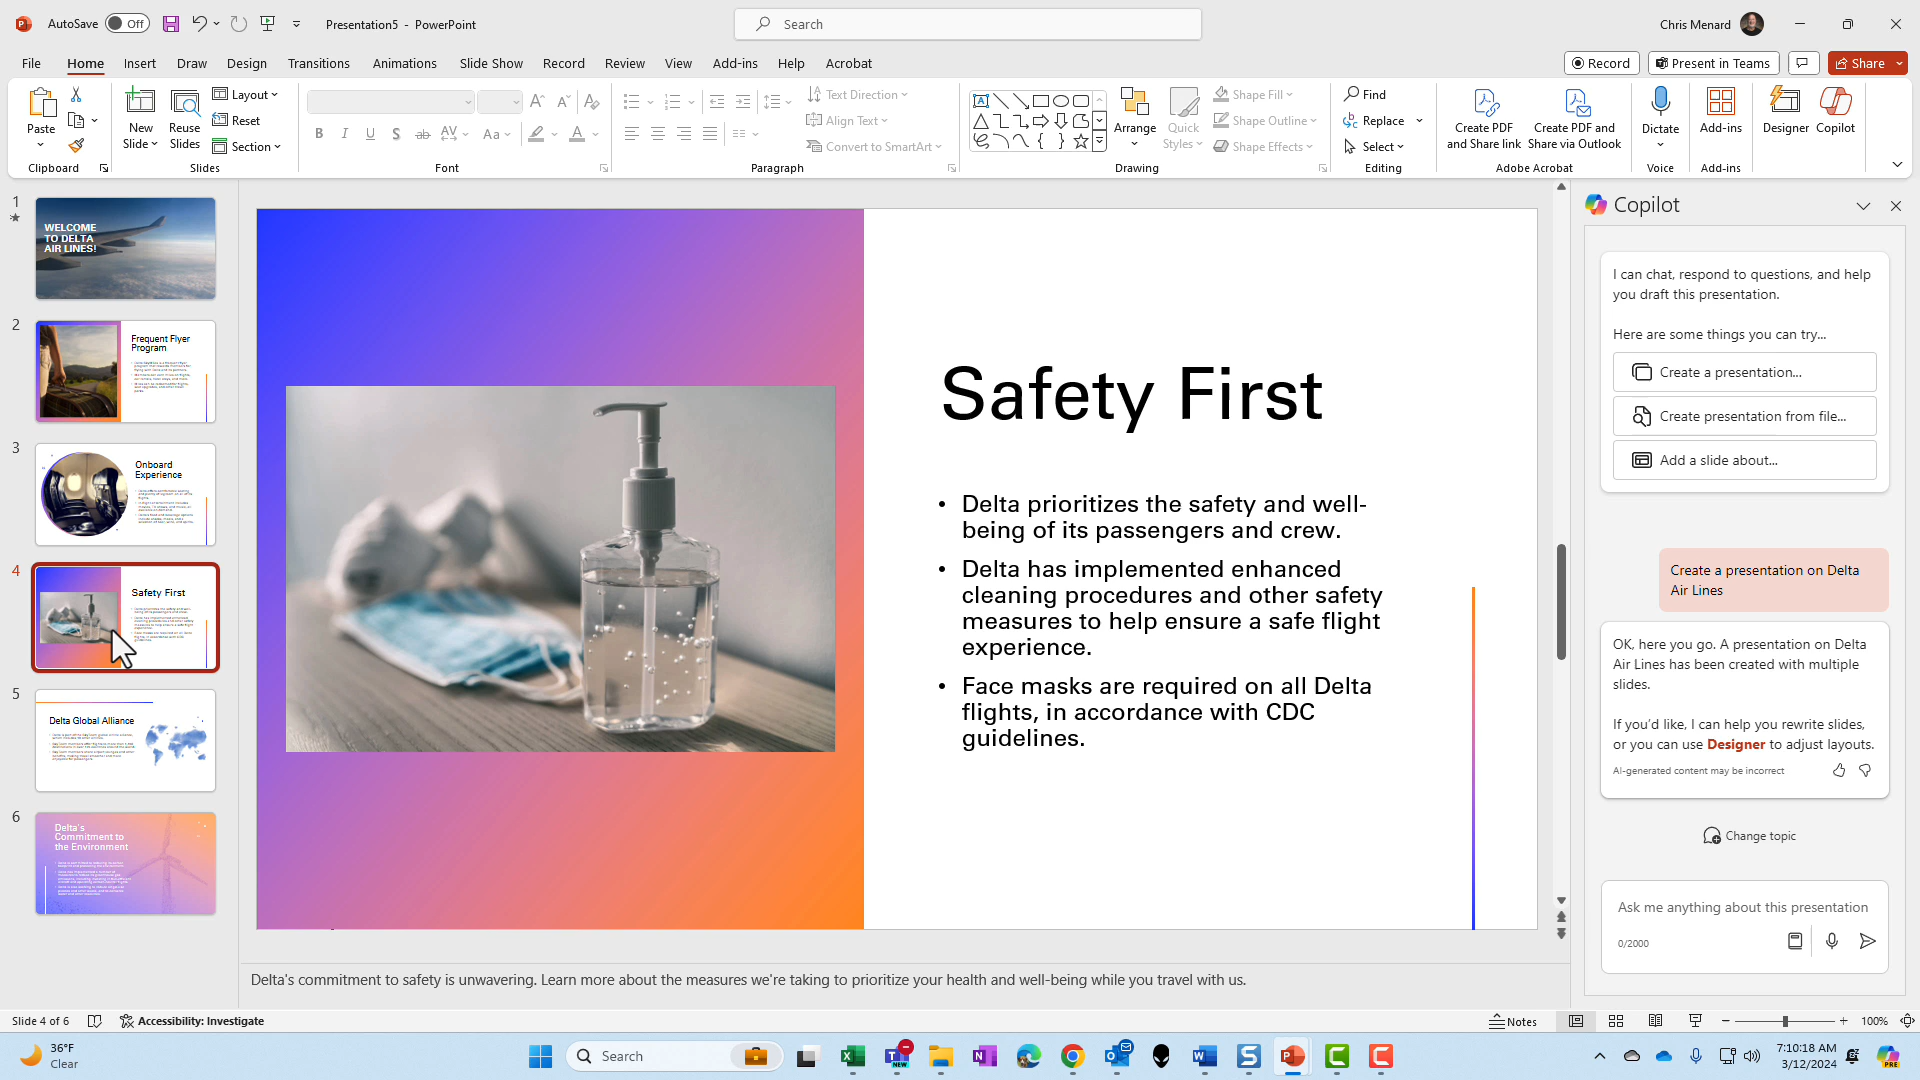 AutoSave Off Presentation5 - PowerPoint Search Chris Menard
File Home Insert Draw Design Transitions Animations Slide Show Record Review View Add-ins Help Acrobat Record Present in Teams Share
Paste
New Slide
Reuse Slides
Layout
Reset
Section
B I U S ab AV Aa A
Text Direction
Align Text
Convert to SmartArt
Arrange
Quick Styles
Shape Fill
Shape Outline
Shape Effects
Find
Replace
Select
Create PDF and Share link
Create PDF and Share via Outlook
Dictate
Add-ins
Designer
Copilot
Clipboard Slides Font Paragraph Drawing Editing Adobe Acrobat Voice Add-ins
1
WELCOME
TO DELTA
AIR LINES!
2
Frequent Flyer
Program
3
Onboard
Experience
4
Safety First
5
Delta Global Alliance
6
Delta's
Commitment to
the Environment
Safety First
• Delta prioritizes the safety and well-
being of its passengers and crew.
• Delta has implemented enhanced
cleaning procedures and other safety
measures to help ensure a safe flight
experience.
• Face masks are required on all Delta
flights, in accordance with CDC
guidelines.
Delta's commitment to safety is unwavering. Learn more about the measures we're taking to prioritize your health and well-being while you travel with us.
Copilot
I can chat, respond to questions, and help
you draft this presentation.
Here are some things you can try...
Create a presentation...
Create presentation from file...
Add a slide about...
Create a presentation on Delta
Air Lines
OK, here you go. A presentation on Delta
Air Lines has been created with multiple
slides.
If you'd like, I can help you rewrite slides,
or you can use Designer to adjust layouts.
AI-generated content may be incorrect
Change topic
Ask me anything about this presentation
0/2000
Slide 4 of 6 Accessibility: Investigate Notes 100%
36°F
Clear
Search
NEW
7:10:18 AM
3/12/2024
PRE